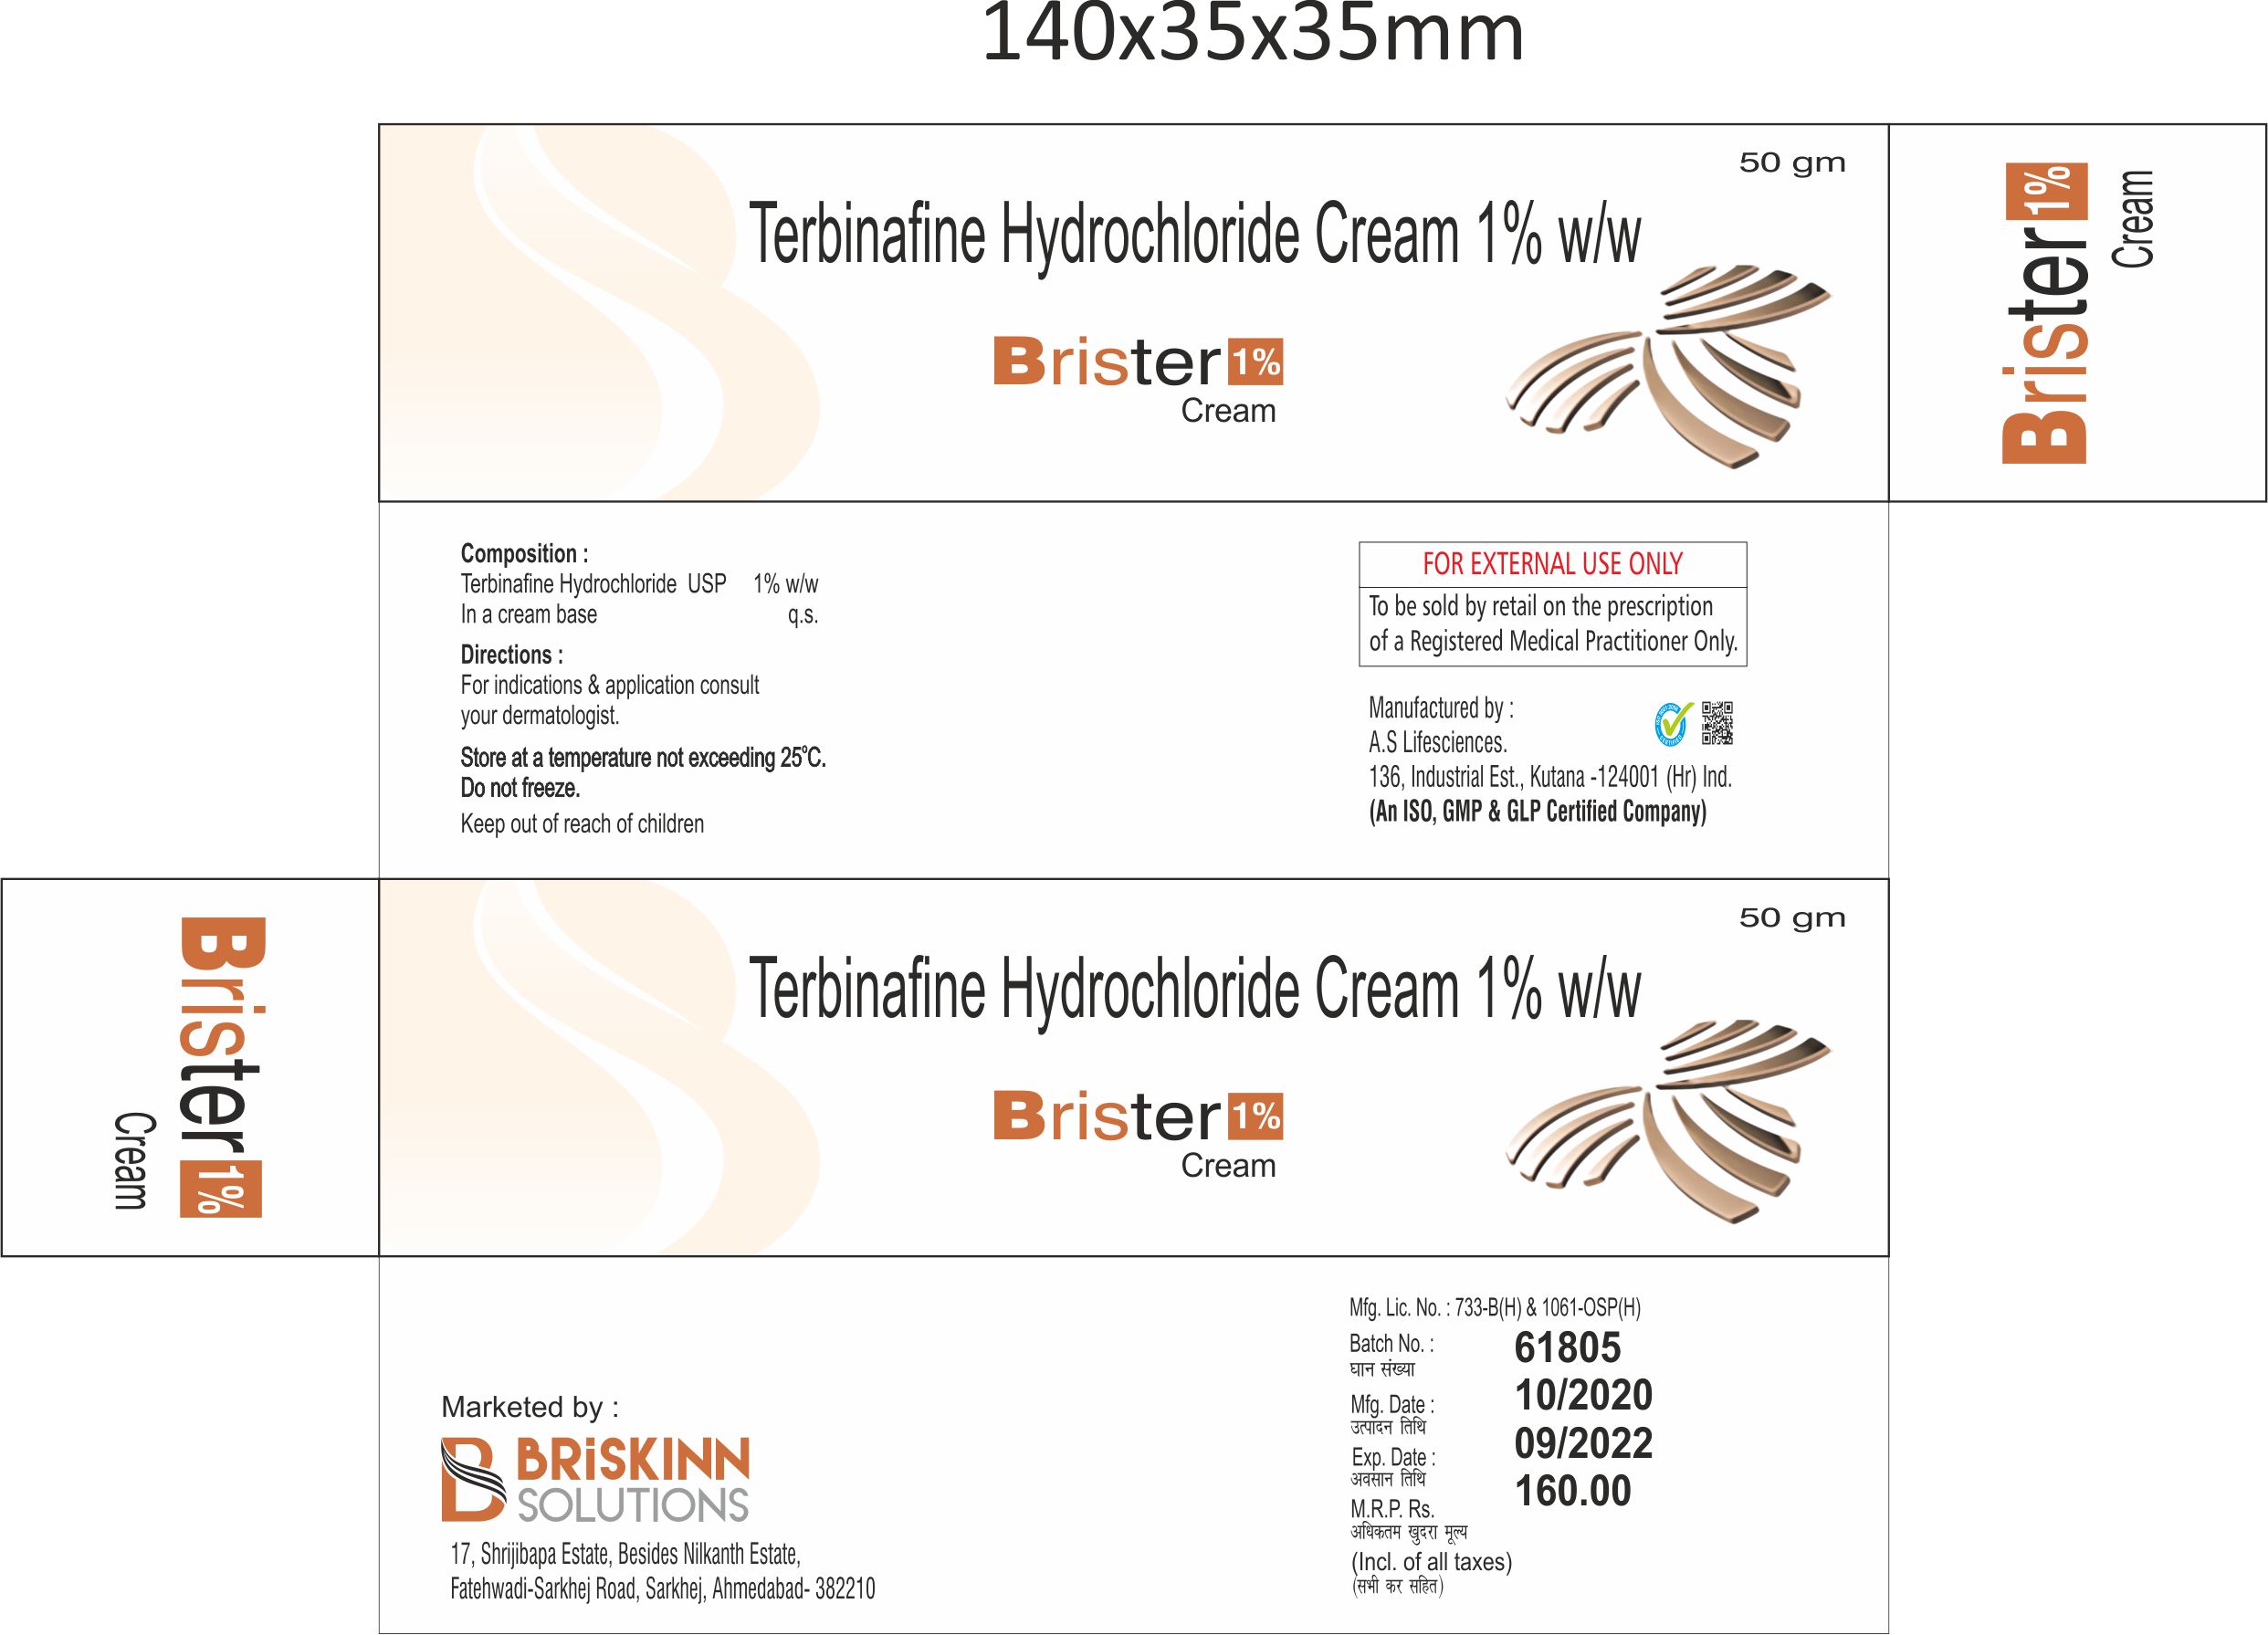 140x35x35mm
50 gm
Terbinafine Hydrochloride Cream 1% w/w
Brister 1%
Cream
Brister 1%
Cream
Composition :
Terbinafine Hydrochloride USP 1% w/w
In a cream base q.s.
Directions :
For indications & application consult
your dermatologist.
Store at a temperature not exceeding 25°C.
Do not freeze.
Keep out of reach of children
FOR EXTERNAL USE ONLY
To be sold by retail on the prescription
of a Registered Medical Practitioner Only.
Manufactured by :
A.S Lifesciences.
136, Industrial Est., Kutana -124001 (Hr) Ind.
(An ISO, GMP & GLP Certified Company)
Brister 1%
Cream
50 gm
Terbinafine Hydrochloride Cream 1% w/w
Brister 1%
Cream
Marketed by :
BRiSKINN
SOLUTIONS
17, Shrijibapa Estate, Besides Nilkanth Estate,
Fatehwadi-Sarkhej Road, Sarkhej, Ahmedabad- 382210
Mfg. Lic. No. : 733-B(H) & 1061-OSP(H)
Batch No. : 61805
घान संख्या
Mfg. Date : 10/2020
उत्पादन तिथि
Exp. Date : 09/2022
अवसान तिथि
M.R.P. Rs. 160.00
अधिकतम खुदरा मूल्य
(Incl. of all taxes)
(सभी कर सहित)